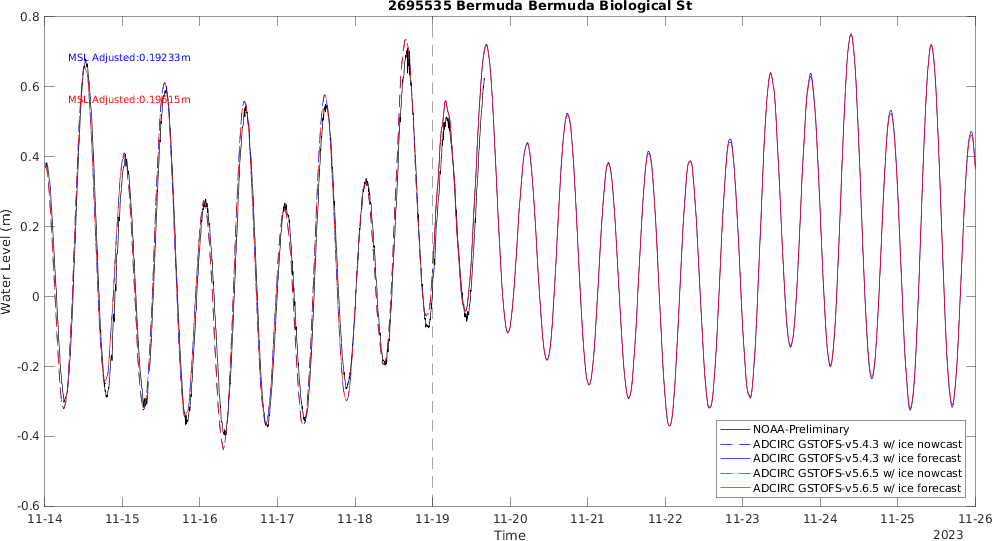 2695535 Bermuda Bermuda Biological St
0.8
0.6
0.4
0.2
0
-0.2
-0.4
-0.6
Water Level (m)
MSL Adjusted:0.19233m
MSL Adjusted:0.19615m
NOAA-Preliminary
ADCIRC GSTOFS-v5.4.3 w/ ice nowcast
ADCIRC GSTOFS-v5.4.3 w/ ice forecast
ADCIRC GSTOFS-v5.6.5 w/ ice nowcast
ADCIRC GSTOFS-v5.6.5 w/ ice forecast
11-14 11-15 11-16 11-17 11-18 11-19 11-20 11-21 11-22 11-23 11-24 11-25 11-26
Time
2023